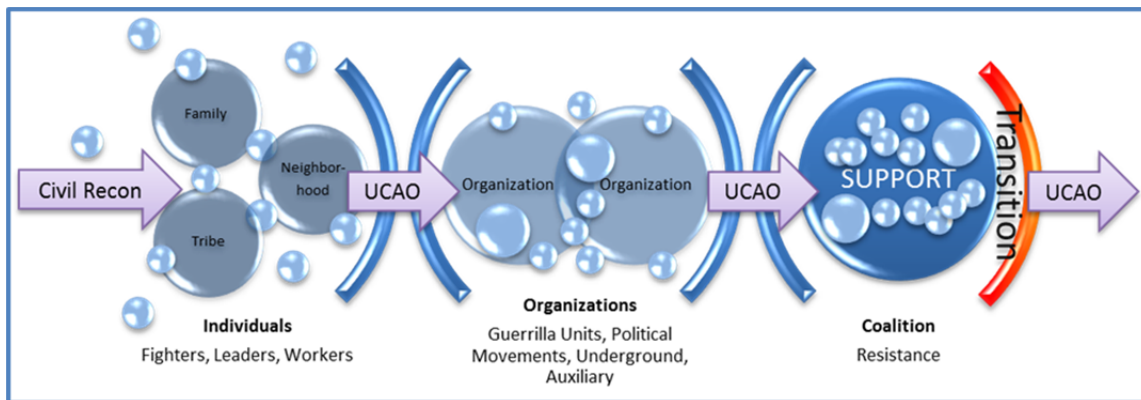 Civil Recon
Family
Neighbor-
hood
Tribe
UCAO
Organization
Organization
UCAO
SUPPORT
Transition
UCAO
Individuals
Fighters, Leaders, Workers
Organizations
Guerrilla Units, Political
Movements, Underground,
Auxiliary
Coalition
Resistance